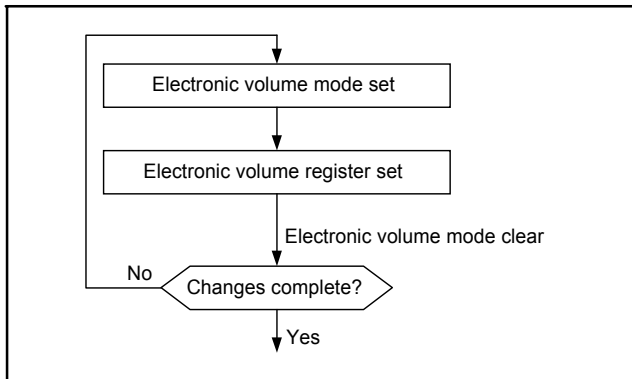 Electronic volume mode set
Electronic volume register set
Electronic volume mode clear
No
Changes complete?
Yes